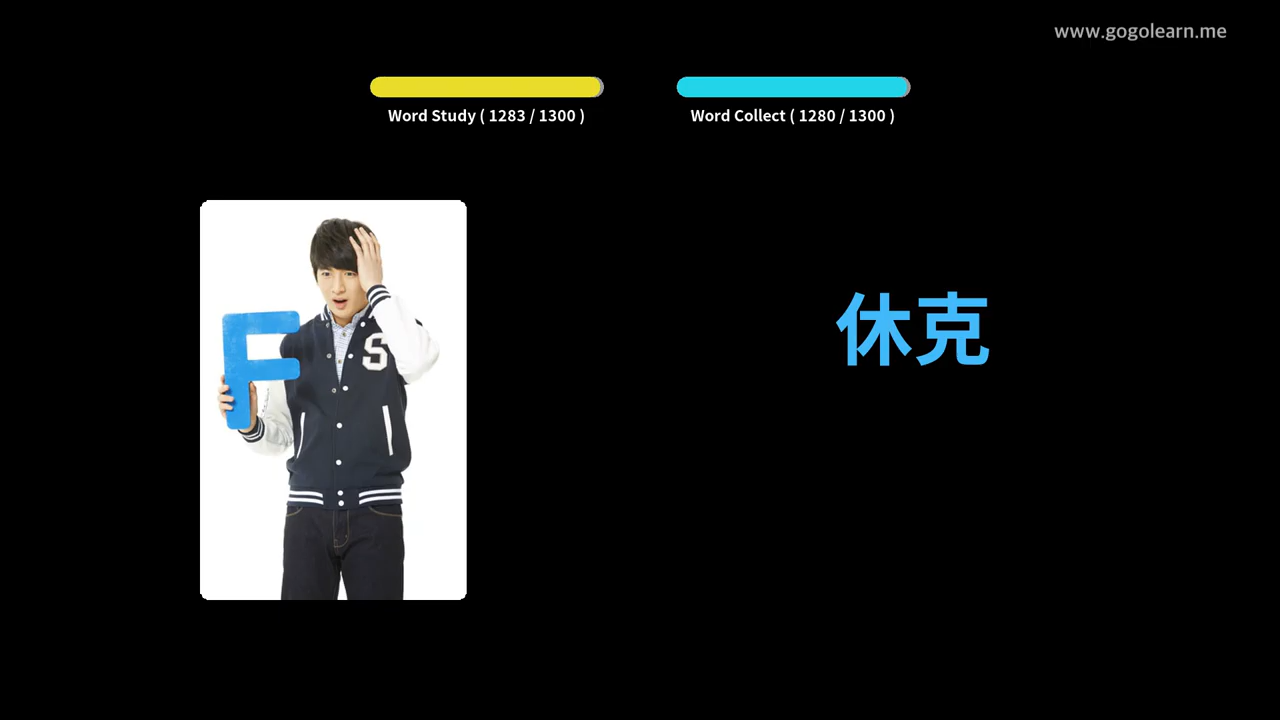 www.gogolearn.me
Word Study ( 1283 / 1300 )
Word Collect ( 1280 / 1300 )
F
S
休克